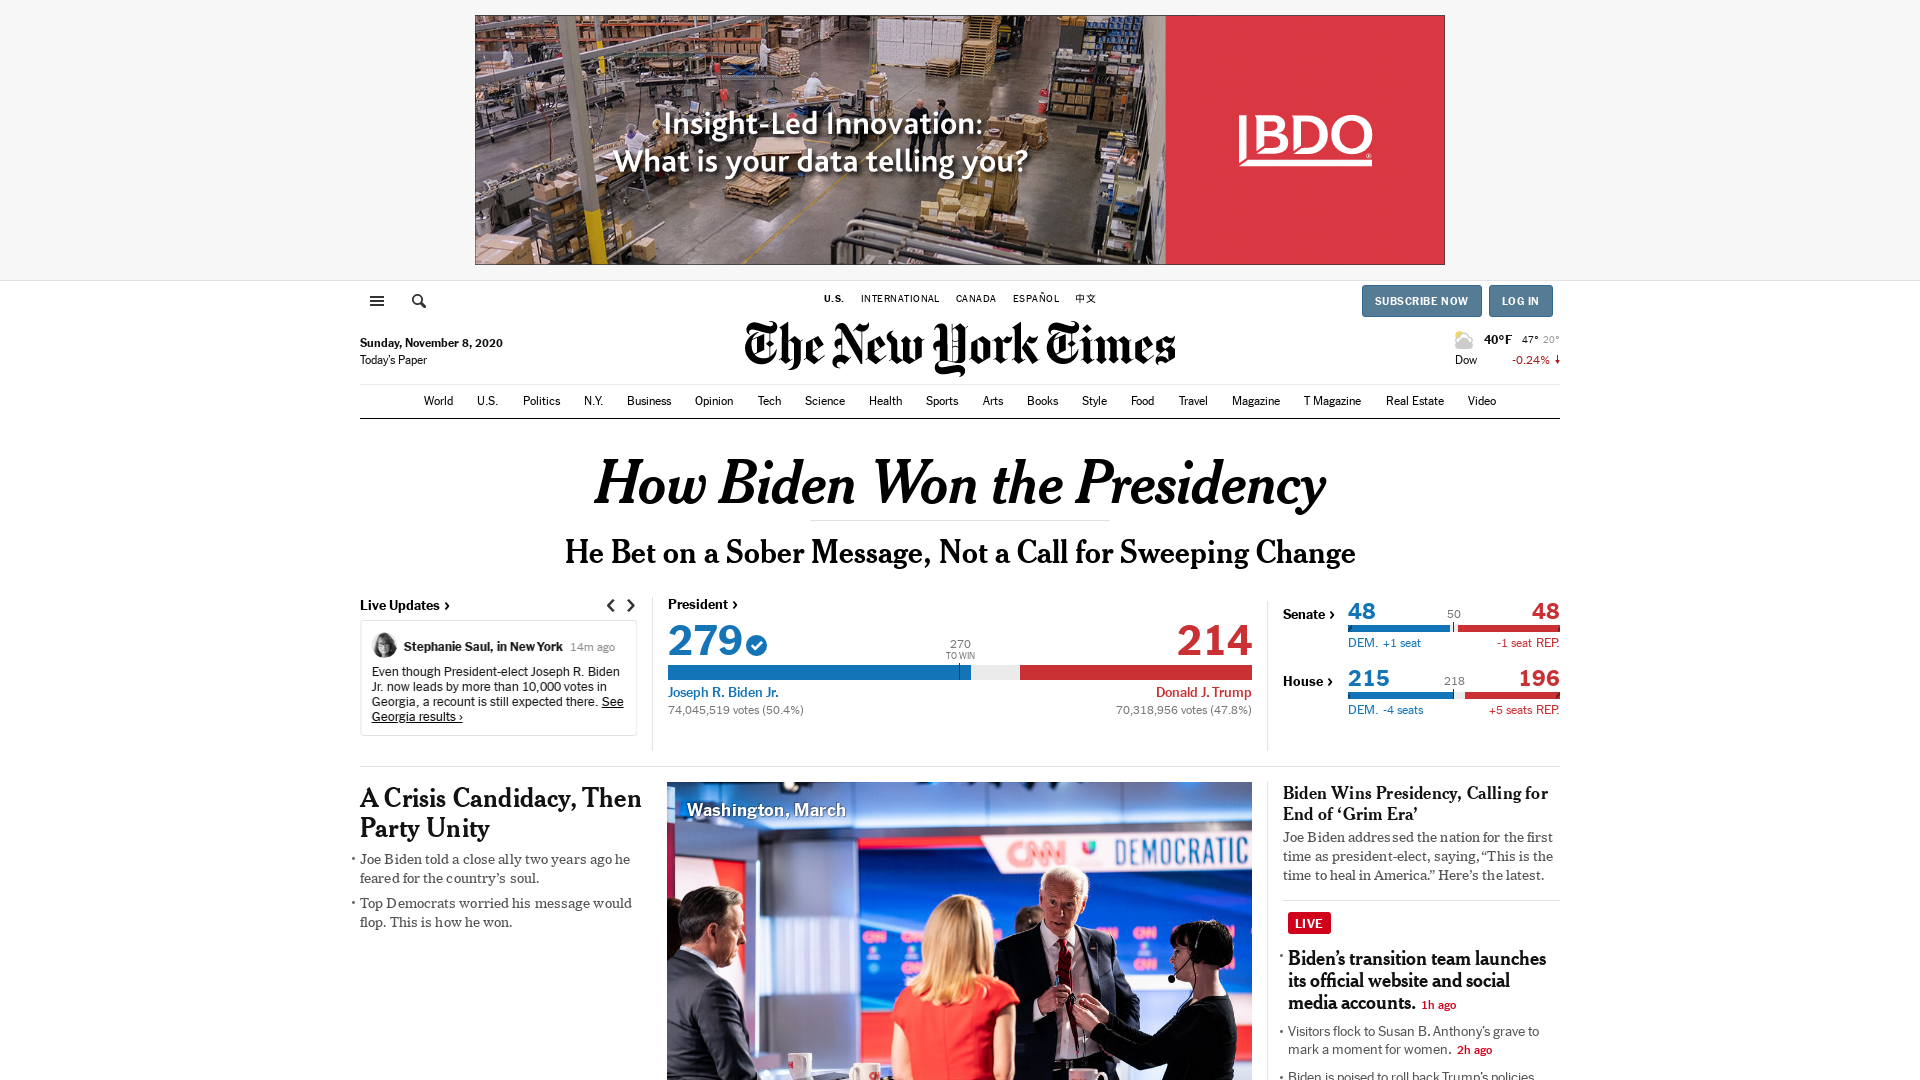 Insight-Led Innovation:
What is your data telling you?
IBDO
U.S. INTERNATIONAL CANADA ESPAÑOL 中文
SUBSCRIBE NOW LOG IN
Sunday, November 8, 2020
Today's Paper
The New York Times
40°F 47° 20°
Dow -0.24%
World U.S. Politics N.Y. Business Opinion Tech Science Health Sports Arts Books Style Food Travel Magazine T Magazine Real Estate Video
How Biden Won the Presidency
He Bet on a Sober Message, Not a Call for Sweeping Change
Live Updates ›
Stephanie Saul, in New York 14m ago
Even though President-elect Joseph R. Biden
Jr. now leads by more than 10,000 votes in
Georgia, a recount is still expected there. See
Georgia results ›
President ›
279 214
270
TO WIN
Joseph R. Biden Jr. Donald J. Trump
74,045,519 votes (50.4%) 70,318,956 votes (47.8%)
Senate › 48 50 48
DEM. +1 seat -1 seat REP.
House › 215 218 196
DEM. -4 seats +5 seats REP.
A Crisis Candidacy, Then
Party Unity
• Joe Biden told a close ally two years ago he
feared for the country's soul.
• Top Democrats worried his message would
flop. This is how he won.
Washington, March
CNN DEMOCRATIC
Biden Wins Presidency, Calling for
End of ‘Grim Era’
Joe Biden addressed the nation for the first
time as president-elect, saying, “This is the
time to heal in America.” Here's the latest.
LIVE
• Biden's transition team launches
its official website and social
media accounts. 1h ago
• Visitors flock to Susan B. Anthony's grave to
mark a moment for women. 2h ago
• Biden is poised to roll back Trump's policies